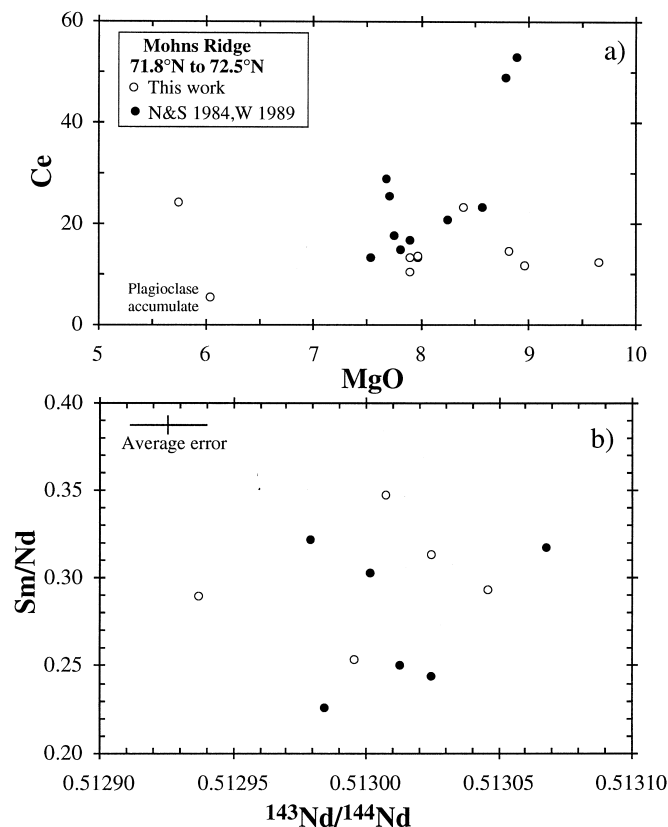 60
a)
Mohns Ridge
71.8°N to 72.5°N
○ This work
● N&S 1984,W 1989
40
Ce
20
Plagioclase
accumulate
0
5 6 7 8 9 10
MgO
0.40
b)
Average error
0.35
Sm/Nd
0.30
0.25
0.20
0.51290 0.51295 0.51300 0.51305 0.51310
¹⁴³Nd/¹⁴⁴Nd